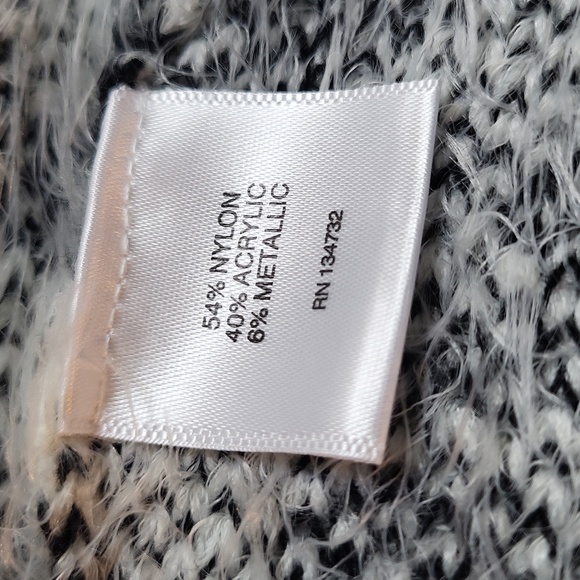 54% NYLON
40% ACRYLIC
6% METALLIC
RN 134732